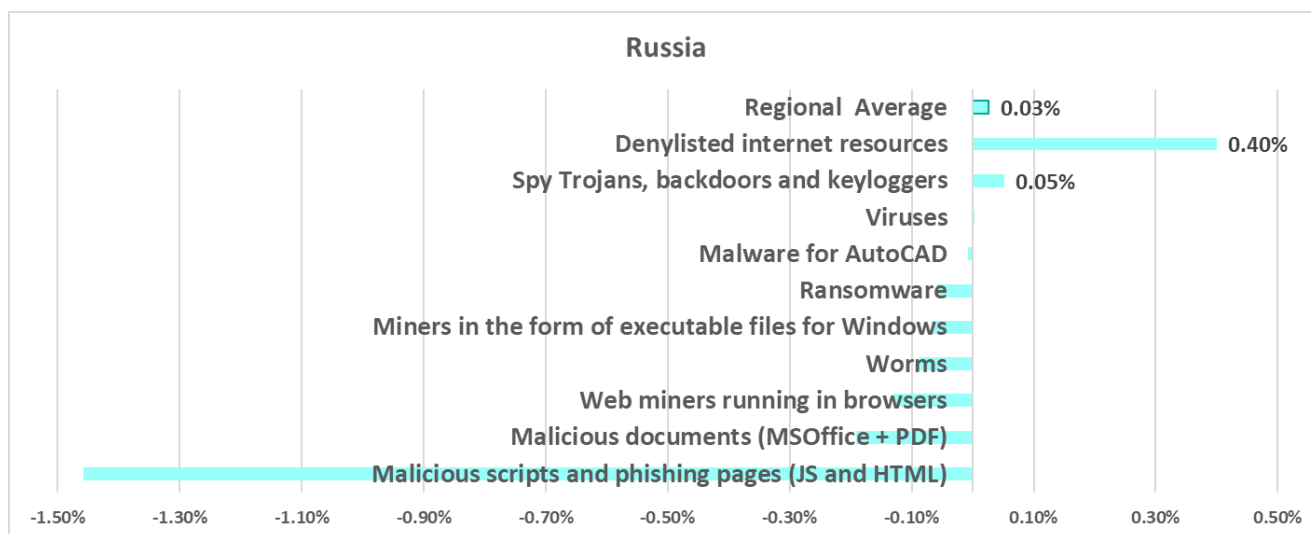 Russia
Regional  Average
0.03%
Denylisted internet resources
0.40%
Spy Trojans, backdoors and keyloggers
0.05%
Viruses
Malware for AutoCAD
Ransomware
Miners in the form of executable files for Windows
Worms
Web miners running in browsers
Malicious documents (MSOffice + PDF)
Malicious scripts and phishing pages (JS and HTML)
-1.50% -1.30% -1.10% -0.90% -0.70% -0.50% -0.30% -0.10% 0.10% 0.30% 0.50%